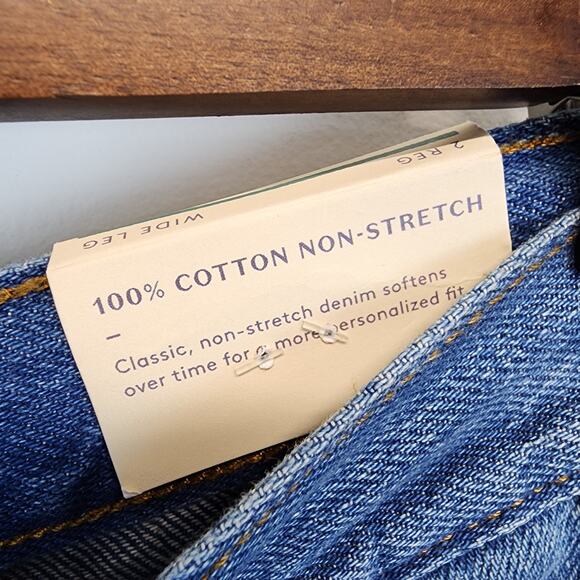 WIDE LEG 2 REG
100% COTTON NON-STRETCH
–
Classic, non-stretch denim softens
over time for a more personalized fit